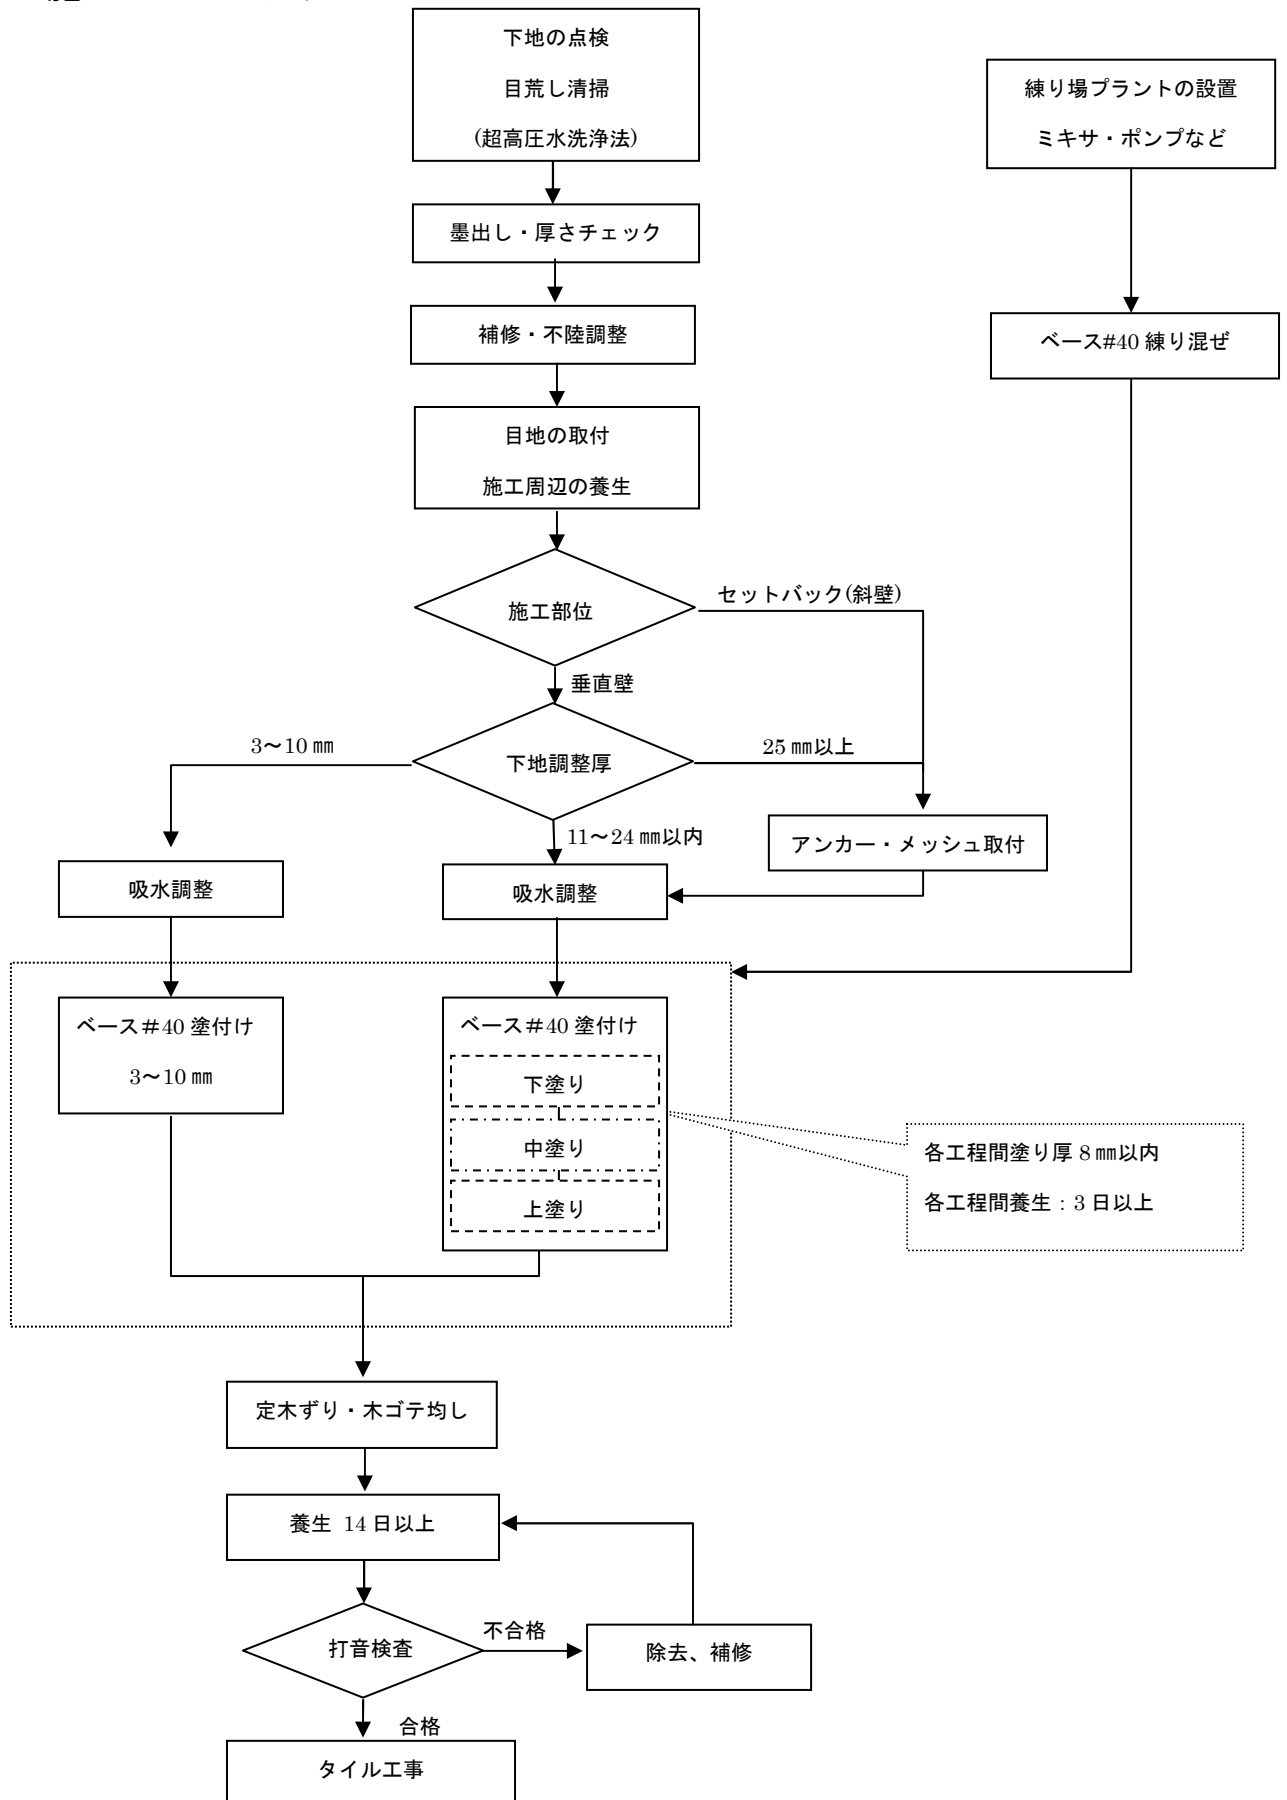 下地の点検
目荒し清掃
(超高圧水洗浄法)
練り場プラントの設置
ミキサ・ポンプなど
墨出し・厚さチェック
補修・不陸調整
ベース#40 練り混ぜ
目地の取付
施工周辺の養生
施工部位
セットバック(斜壁)
垂直壁
3〜10 ㎜
下地調整厚
25 ㎜以上
11〜24 ㎜以内
アンカー・メッシュ取付
吸水調整
吸水調整
ベース＃40 塗付け
3〜10 ㎜
ベース＃40 塗付け
下塗り
中塗り
上塗り
各工程間塗り厚 8 ㎜以内
各工程間養生：3 日以上
定木ずり・木ゴテ均し
養生 14 日以上
打音検査
不合格
除去、補修
合格
タイル工事